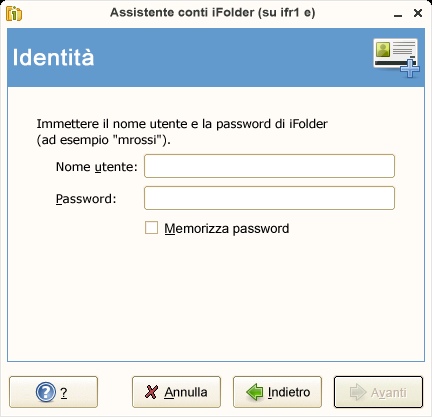 Assistente conti iFolder (su ifr1 e)
Identità
Immettere il nome utente e la password di iFolder
(ad esempio "mrossi").
Nome utente:
Password:
Memorizza password
?
Annulla
Indietro
Avanti